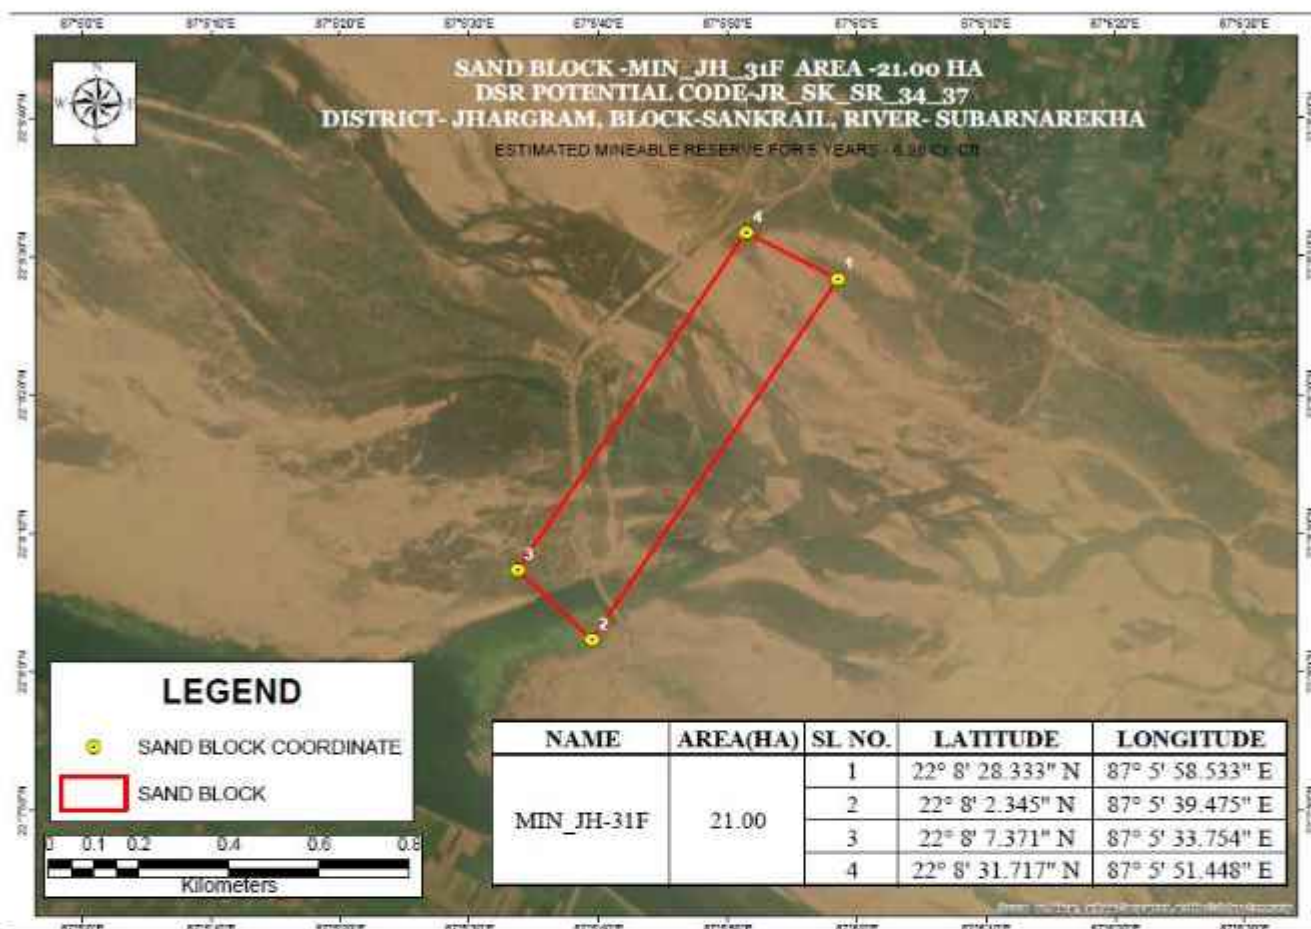 SAND BLOCK -MIN_JH_31F AREA -21.00 HA
DSR POTENTIAL CODE-JR_SK_SR_34_37
DISTRICT- JHARGRAM, BLOCK-SANKRAIL, RIVER- SUBARNAREKHA
ESTIMATED MINEABLE RESERVE FOR 5 YEARS -
N
W E
4
1
3
2
LEGEND
SAND BLOCK COORDINATE
SAND BLOCK
0 0.1 0.2 0.4 0.6 0.8
Kilometers
NAME AREA(HA) SL NO. LATITUDE LONGITUDE
MIN_JH-31F 21.00
1 22° 8' 28.333" N 87° 5' 58.533" E
2 22° 8' 2.345" N 87° 5' 39.475" E
3 22° 8' 7.371" N 87° 5' 33.754" E
4 22° 8' 31.717" N 87° 5' 51.448" E